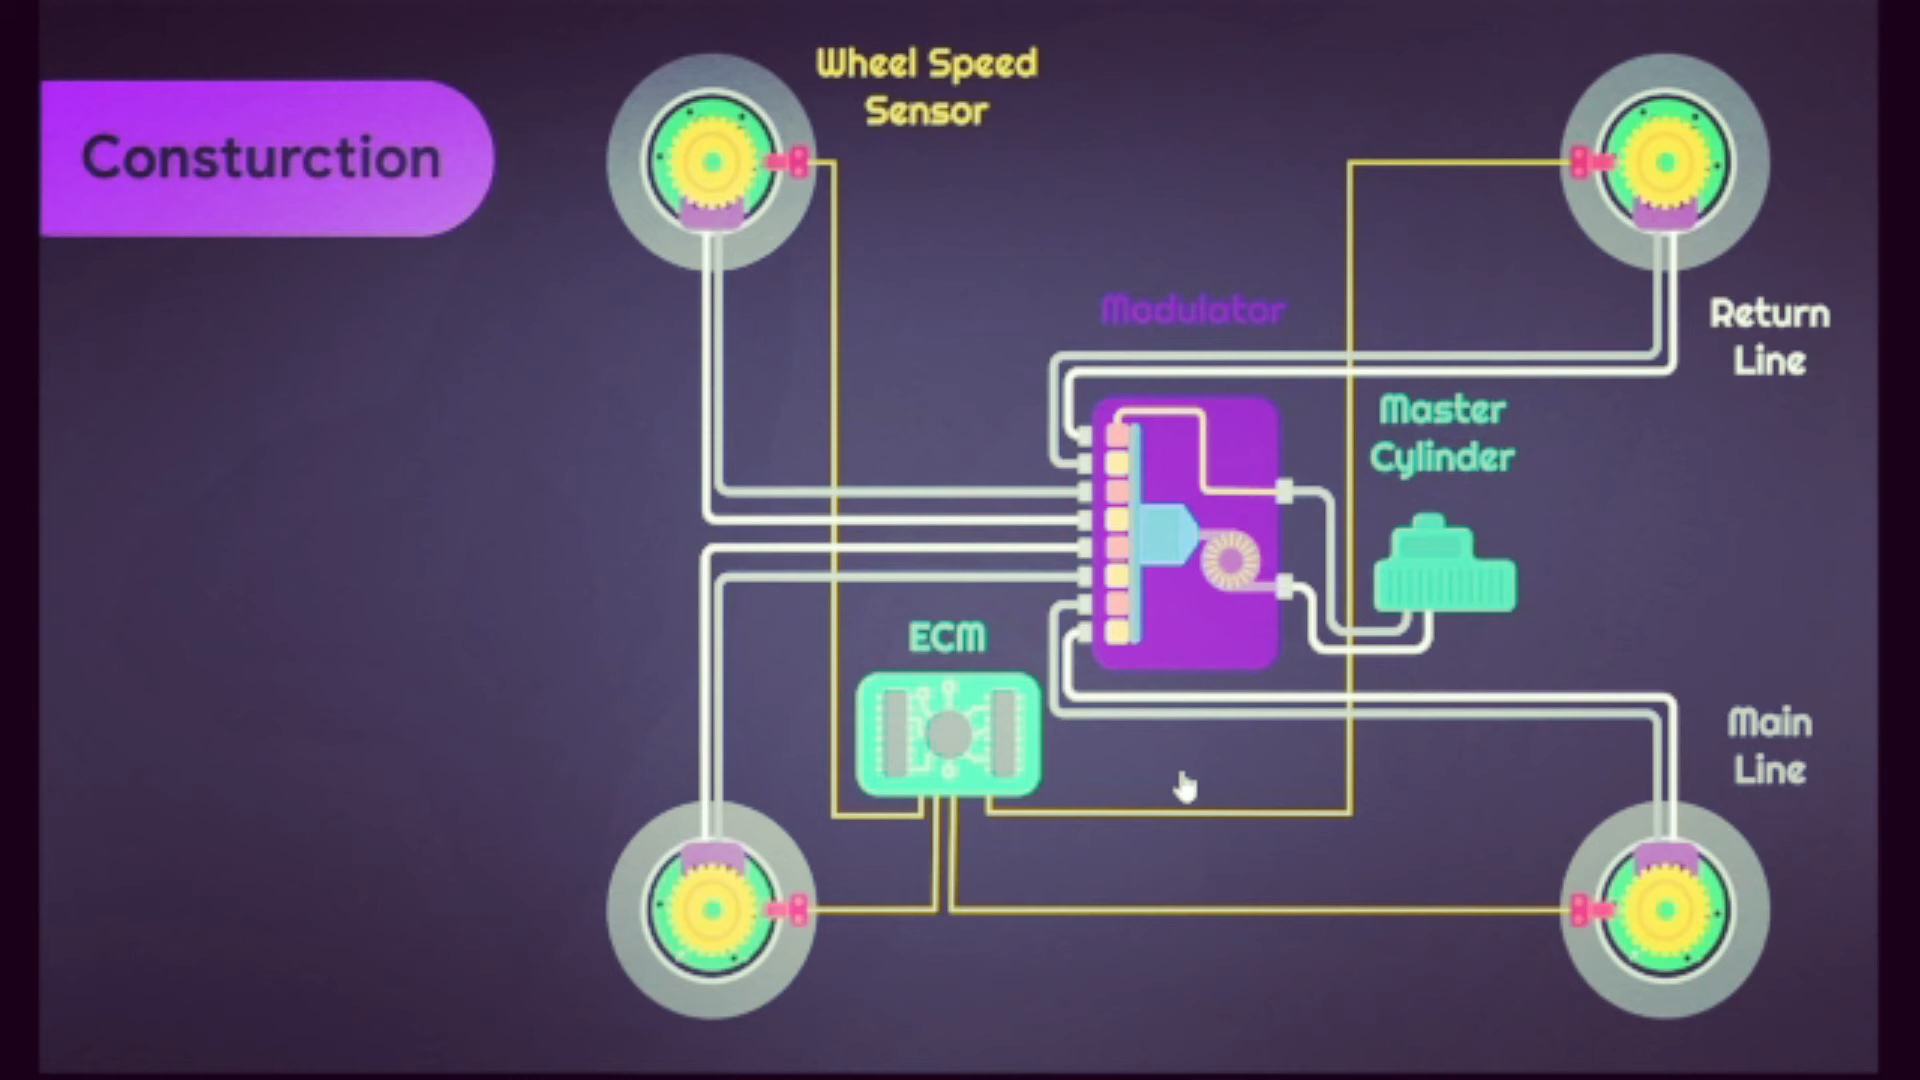 Consturction
Wheel Speed
Sensor
Modulator
Return
Line
Master
Cylinder
ECM
Main
Line